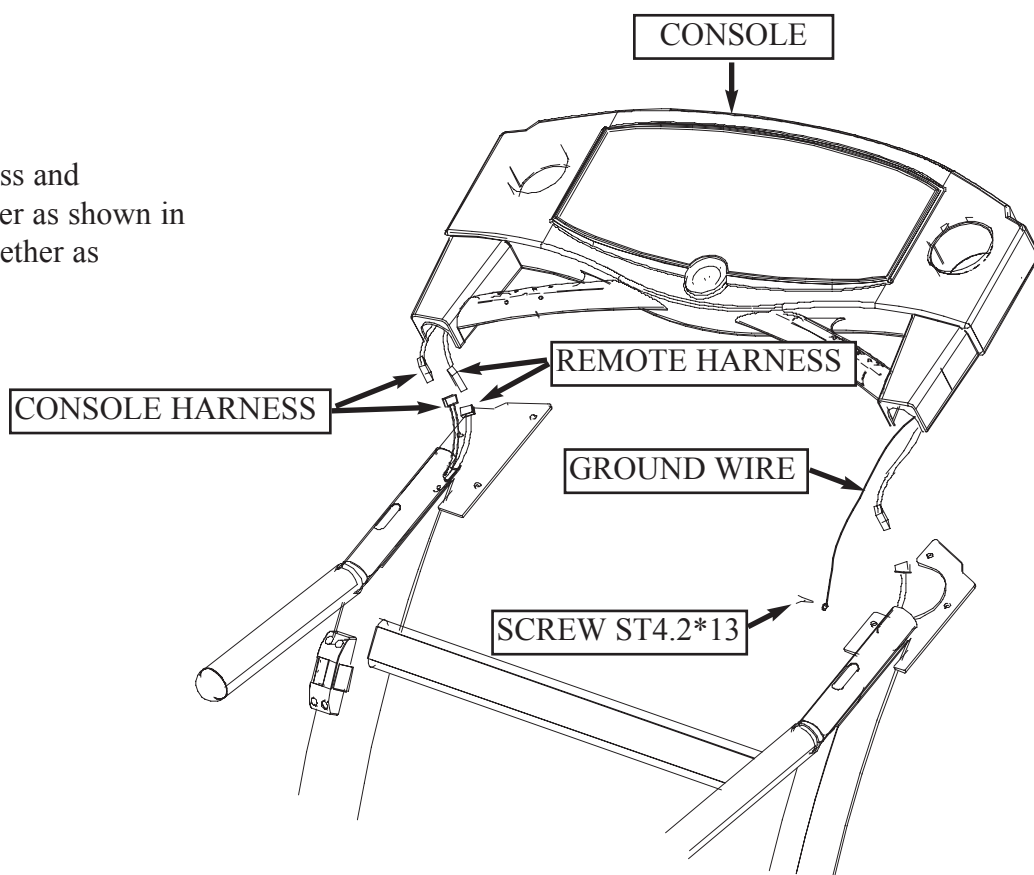 CONSOLE
ss and
er as shown in
ether as
REMOTE HARNESS
CONSOLE HARNESS
GROUND WIRE
SCREW ST4.2*13